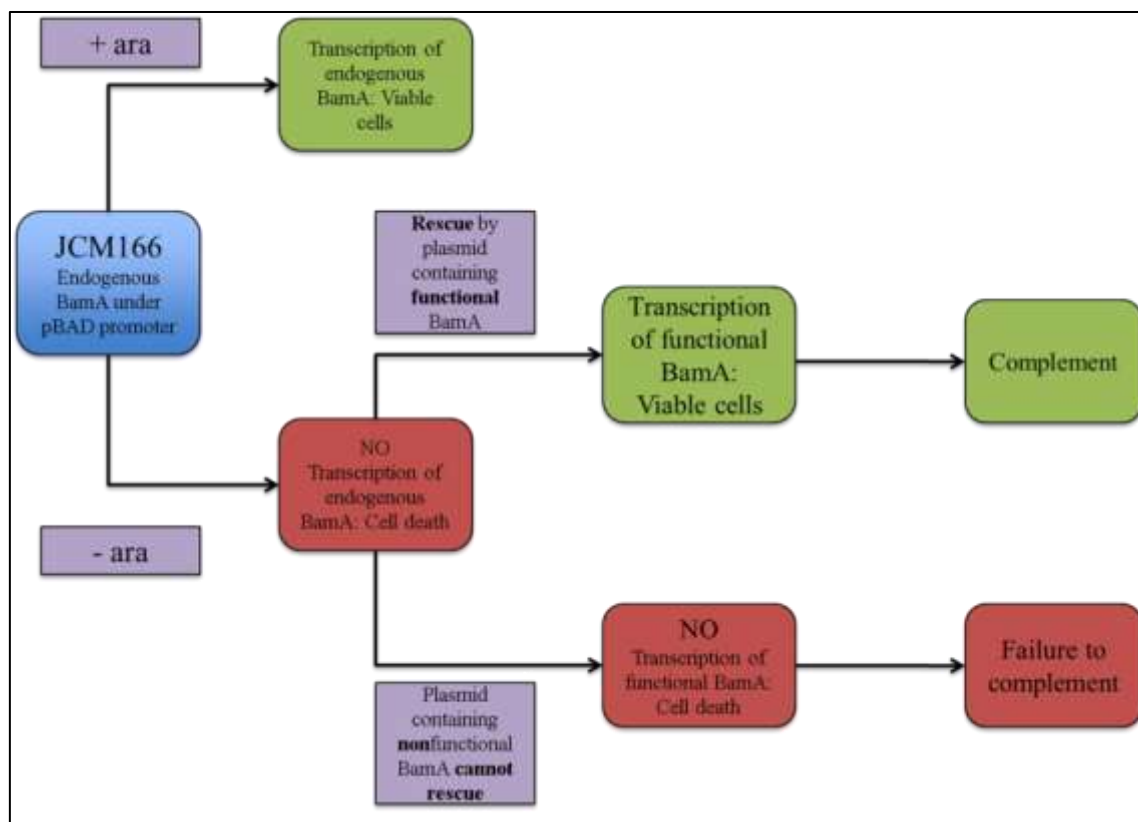 + ara
Transcription of
endogenous
BamA: Viable
cells
JCM166
Endogenous
BamA under
pBAD promoter
Rescue by
plasmid
containing
functional
BamA
Transcription
of functional
BamA:
Viable cells
Complement
NO
Transcription of
endogenous
BamA: Cell death
- ara
NO
Transcription of
functional BamA:
Cell death
Failure to
complement
Plasmid
containing
nonfunctional
BamA cannot
rescue